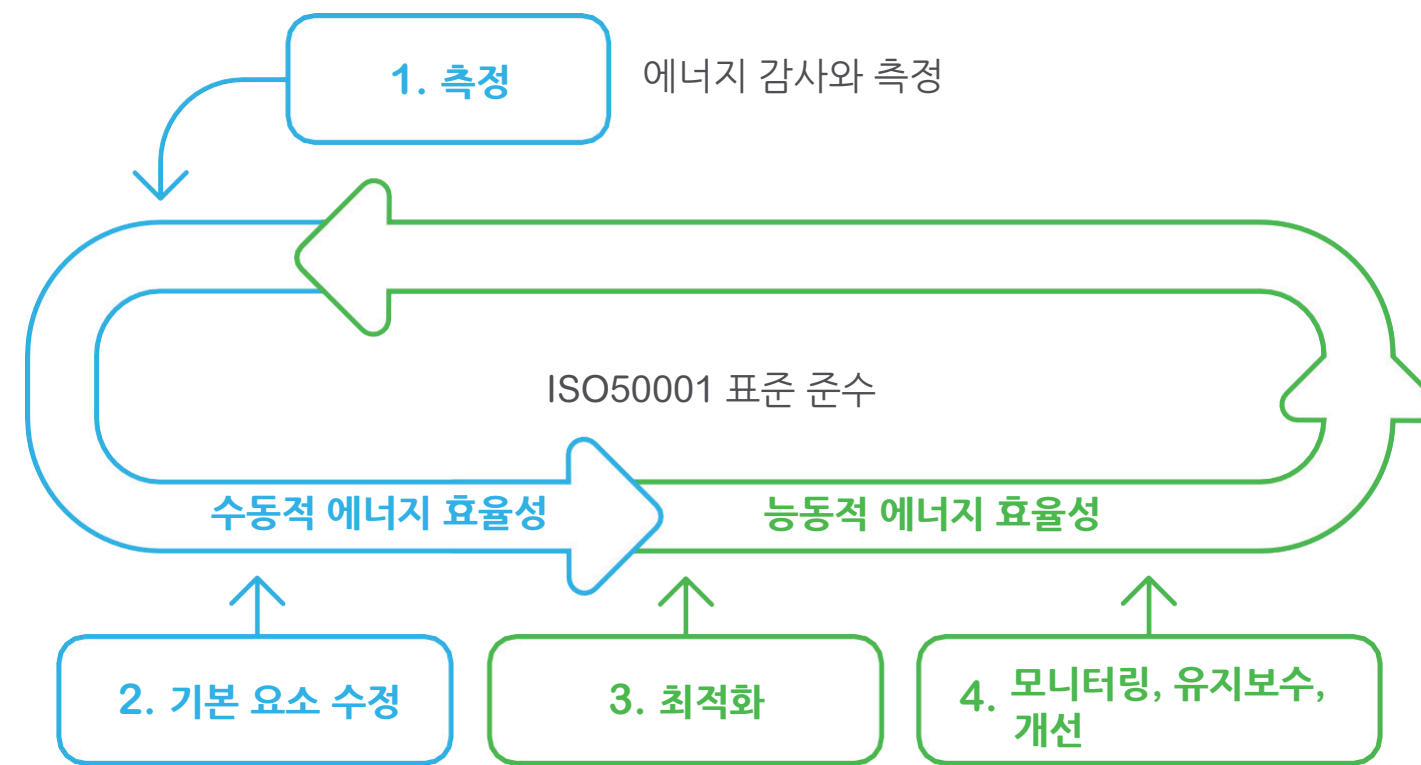 1. 측정
에너지 감사와 측정
ISO50001 표준 준수
수동적 에너지 효율성
능동적 에너지 효율성
2. 기본 요소 수정
3. 최적화
4. 모니터링, 유지보수,
개선